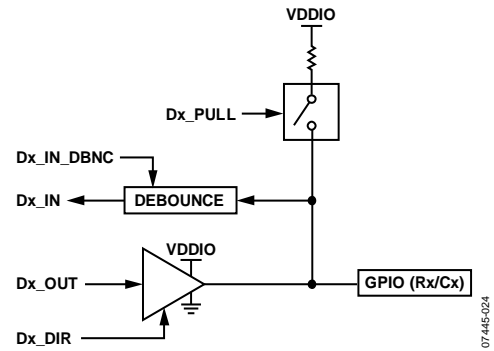 VDDIO
Dx_PULL
Dx_IN_DBNC
Dx_IN
DEBOUNCE
VDDIO
Dx_OUT
GPIO (Rx/Cx)
Dx_DIR
07445-024